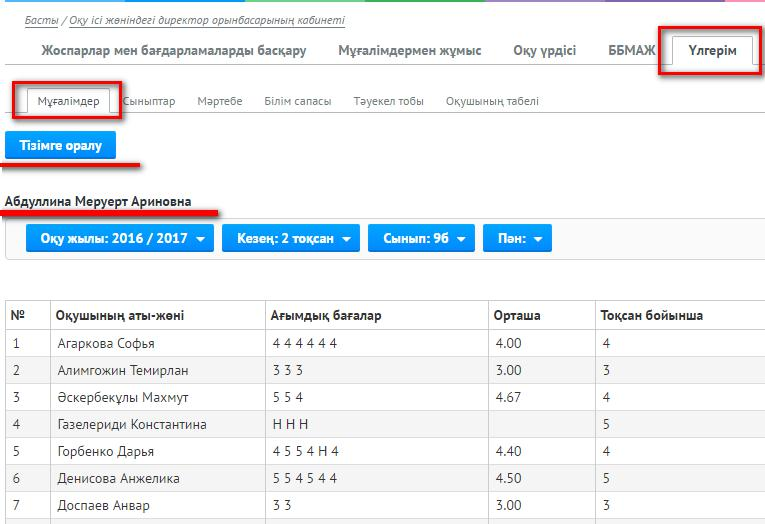 Басты / Оқу ісі жөніндегі директор орынбасарының кабинеті
Жоспарлар мен бағдарламаларды басқару Мұғалімдермен жұмыс Оқу үрдісі ББМАЖ Үлгерім
Мұғалімдер Сыныптар Мәртебе Білім сапасы Тәуекел тобы Оқушының табелі
Тізімге оралу
Абдуллина Меруерт Ариновна
Оқу жылы: 2016 / 2017 Кезең: 2 тоқсан Сынып: 9б Пән:
№ Оқушының аты-жөні Ағымдық бағалар Орташа Тоқсан бойынша
1 Агаркова Софья 4 4 4 4 4 4 4.00 4
2 Алимгожин Темирлан 3 3 3 3.00 3
3 Әскербекұлы Махмут 5 5 4 4.67 4
4 Газелериди Константина Н Н Н 5
5 Горбенко Дарья 4 5 5 4 Н 4 4.40 4
6 Денисова Анжелика 5 5 4 5 4 4 4.50 5
7 Доспаев Анвар 3 3 3.00 3